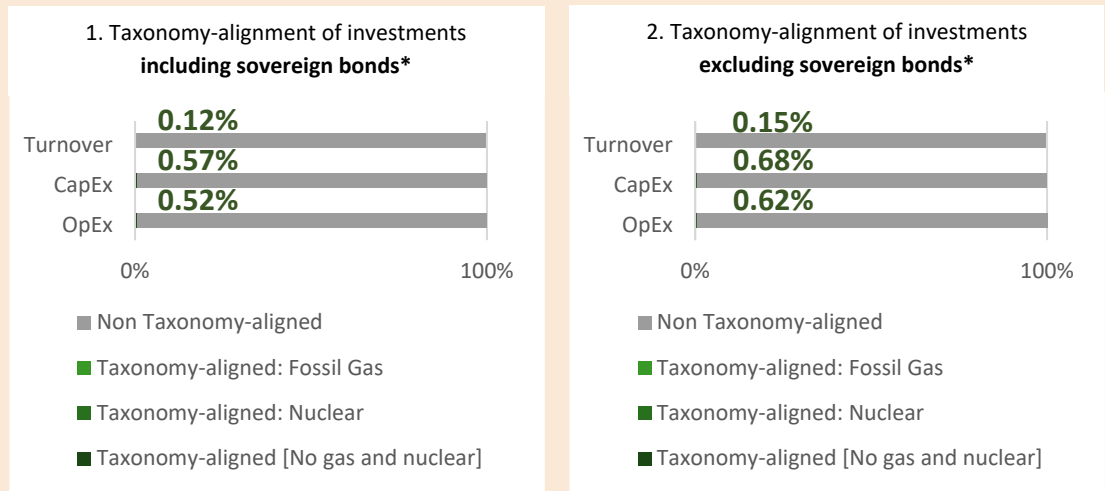 1. Taxonomy-alignment of investments
including sovereign bonds*
0.12%
Turnover
0.57%
CapEx
0.52%
OpEx
0%
100%
Non Taxonomy-aligned
Taxonomy-aligned: Fossil Gas
Taxonomy-aligned: Nuclear
Taxonomy-aligned [No gas and nuclear]
2. Taxonomy-alignment of investments
excluding sovereign bonds*
0.15%
Turnover
0.68%
CapEx
0.62%
OpEx
0%
100%
Non Taxonomy-aligned
Taxonomy-aligned: Fossil Gas
Taxonomy-aligned: Nuclear
Taxonomy-aligned [No gas and nuclear]